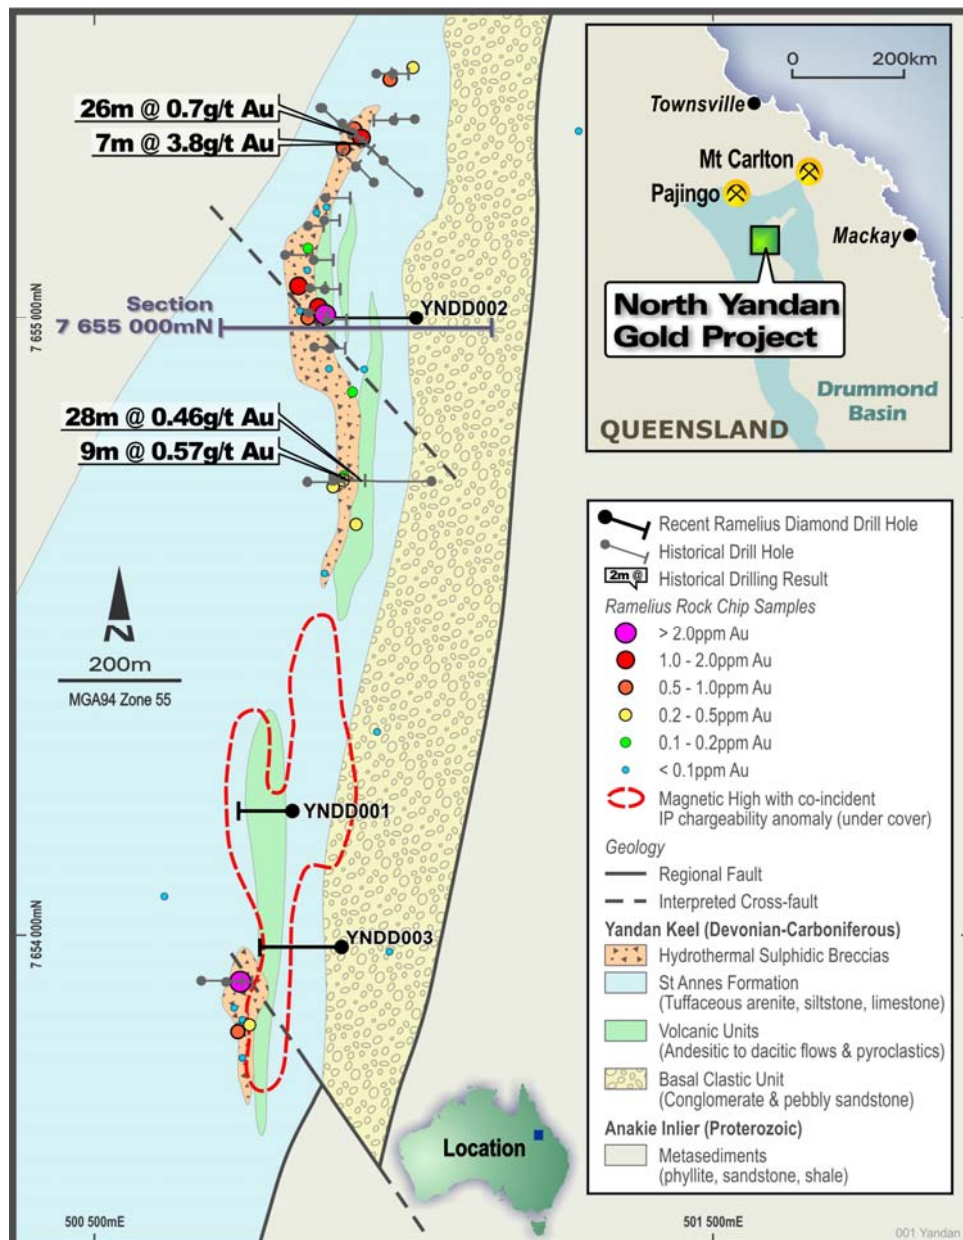 26m @ 0.7g/t Au
7m @ 3.8g/t Au
Section
7 655 000mN
7 655 000mN
YNDD002
28m @ 0.46g/t Au
9m @ 0.57g/t Au
N
200m
MGA94 Zone 55
YNDD001
7 654 000mN
YNDD003
Location
500 500mE
501 500mE
0 200km
Townsville
Mt Carlton
Pajingo
Mackay
North Yandan
Gold Project
Drummond
Basin
QUEENSLAND
Recent Ramelius Diamond Drill Hole
Historical Drill Hole
2m @ Historical Drilling Result
Ramelius Rock Chip Samples
> 2.0ppm Au
1.0 - 2.0ppm Au
0.5 - 1.0ppm Au
0.2 - 0.5ppm Au
0.1 - 0.2ppm Au
< 0.1ppm Au
Magnetic High with co-incident
IP chargeability anomaly (under cover)
Geology
Regional Fault
Interpreted Cross-fault
Yandan Keel (Devonian-Carboniferous)
Hydrothermal Sulphidic Breccias
St Annes Formation
(Tuffaceous arenite, siltstone, limestone)
Volcanic Units
(Andesitic to dacitic flows & pyroclastics)
Basal Clastic Unit
(Conglomerate & pebbly sandstone)
Anakie Inlier (Proterozoic)
Metasediments
(phyllite, sandstone, shale)
001 Yandan